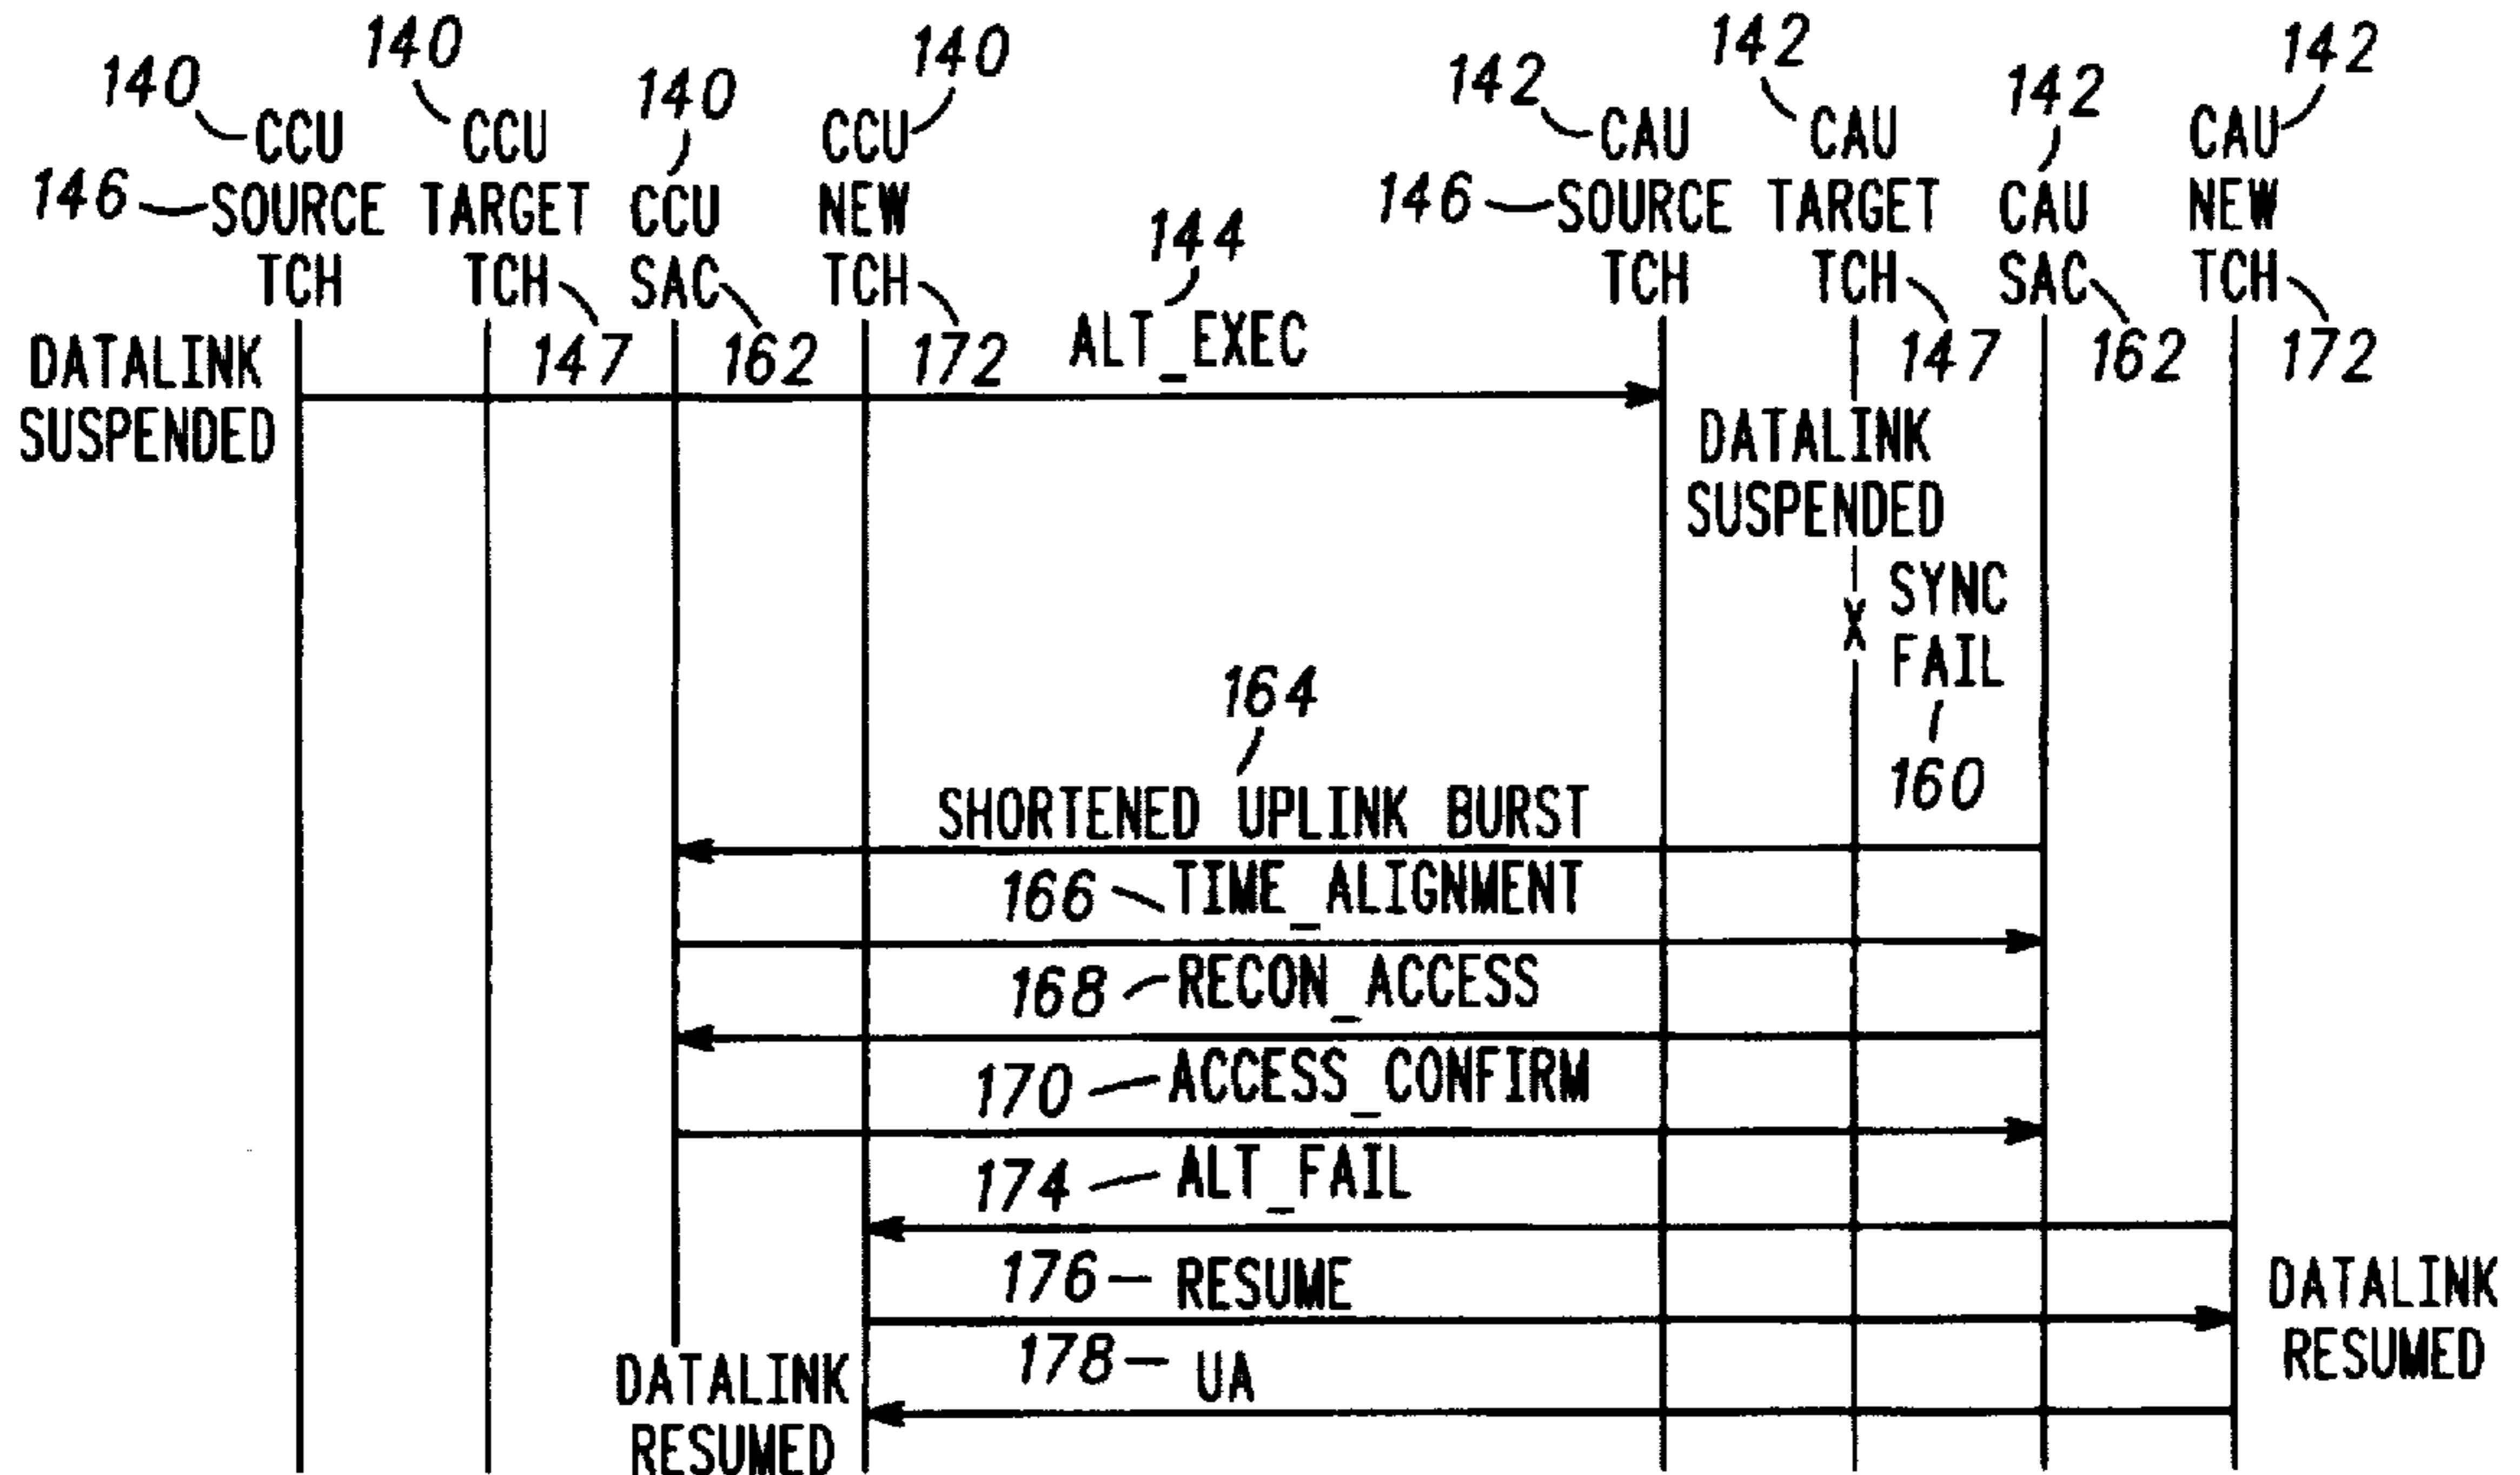 140 140 140 140 142 142 142 142
CCU CCU CCU CAU CAU CAU
146 SOURCE TARGET CCU NEW 146 SOURCE TARGET CAU NEW
TCH TCH SAC TCH 144 TCH TCH SAC TCH
DATALINK 147 162 172 ALT_EXEC 147 162 172
SUSPENDED
DATALINK
SUSPENDED
SYNC
FAIL
160
164
SHORTENED UPLINK BURST
166 TIME_ALIGNMENT
168 RECON_ACCESS
170 ACCESS_CONFIRM
174 ALT_FAIL
176 RESUME
DATALINK
RESUMED
178 UA
DATALINK
RESUMED